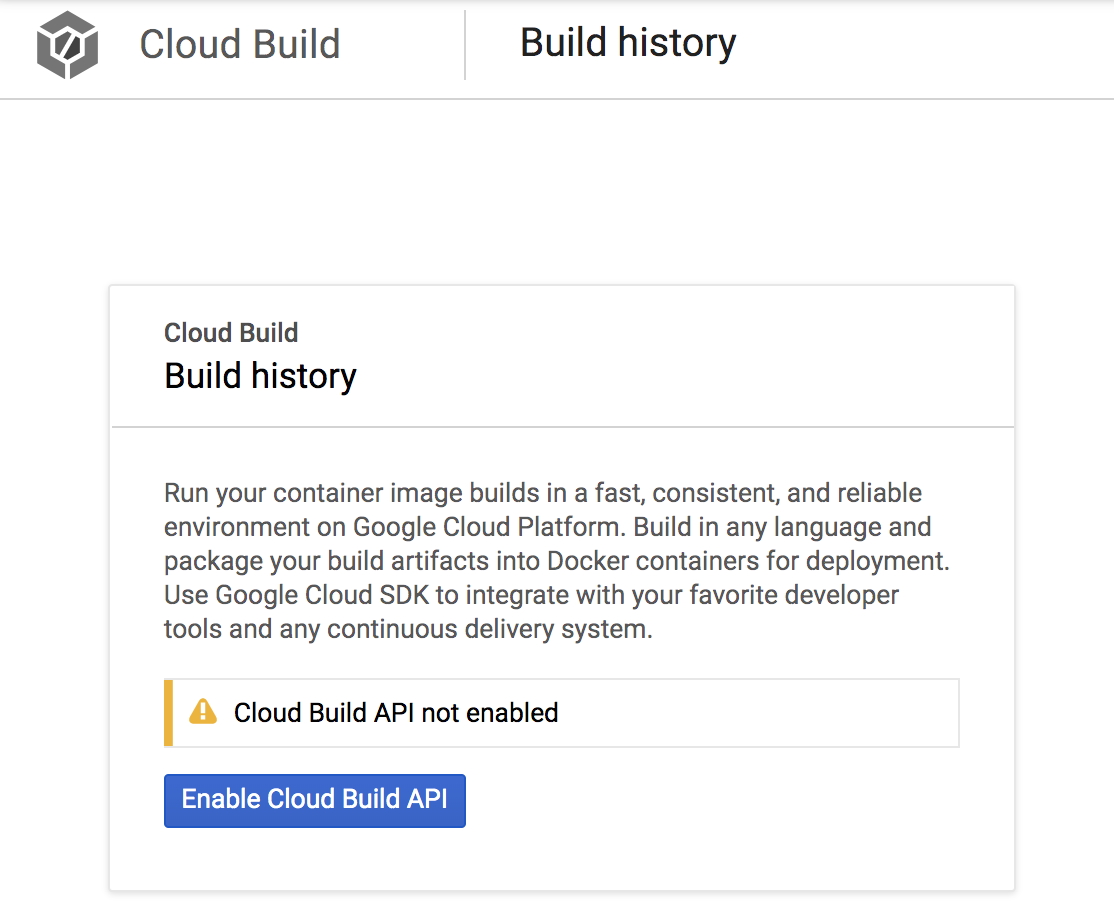 Cloud Build
Build history
Cloud Build
Build history
Run your container image builds in a fast, consistent, and reliable
environment on Google Cloud Platform. Build in any language and
package your build artifacts into Docker containers for deployment.
Use Google Cloud SDK to integrate with your favorite developer
tools and any continuous delivery system.
Cloud Build API not enabled
Enable Cloud Build API